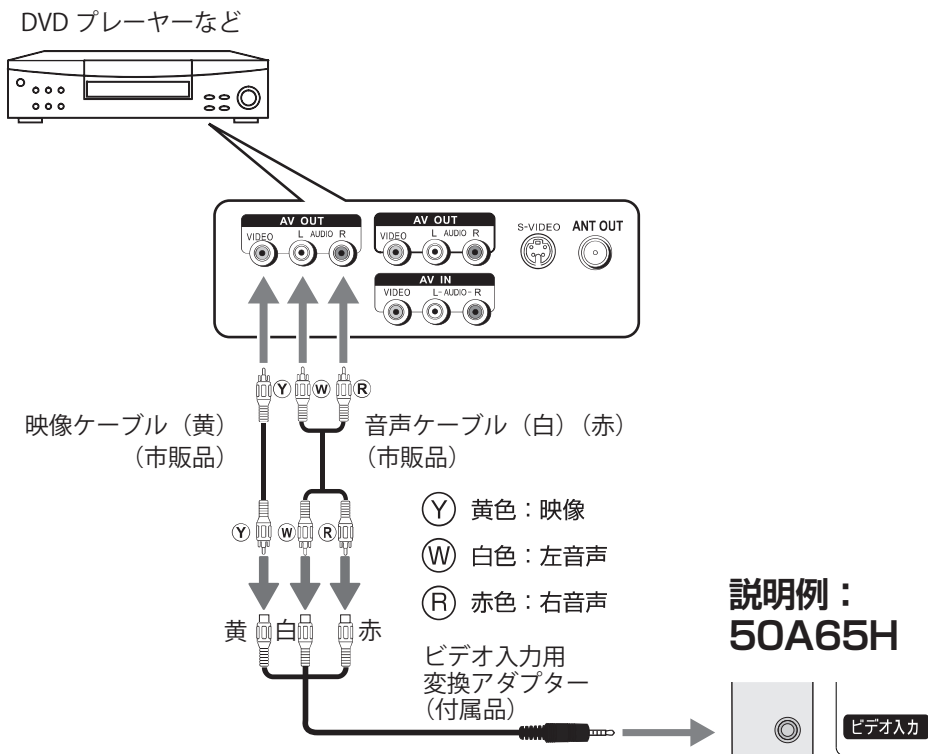 DVD プレーヤーなど
AV OUT
VIDEO L AUDIO R
AV OUT
VIDEO L AUDIO R
S-VIDEO
ANT OUT
AV IN
VIDEO L-AUDIO-R
Y W R
映像ケーブル（黄）
（市販品）
音声ケーブル（白）（赤）
（市販品）
Y W R
Y 黄色：映像
W 白色：左音声
R 赤色：右音声
黄 白 赤
ビデオ入力用
変換アダプター
（付属品）
説明例：
50A65H
ビデオ入力